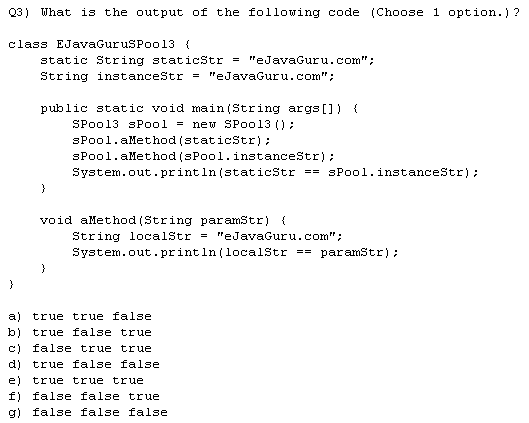 Q3) What is the output of the following code (Choose 1 option.)?
class EJavaGuruSPool3 {
static String staticStr = "eJavaGuru.com";
String instanceStr = "eJavaGuru.com";
public static void main(String args[]) {
SPool3 sPool = new SPool3();
sPool.aMethod(staticStr);
sPool.aMethod(sPool.instanceStr);
System.out.println(staticStr == sPool.instanceStr);
}
void aMethod(String paramStr) {
String localStr = "eJavaGuru.com";
System.out.println(localStr == paramStr);
}
}
a) true true false
b) true false true
c) false true true
d) true false false
e) true true true
f) false false true
g) false false false